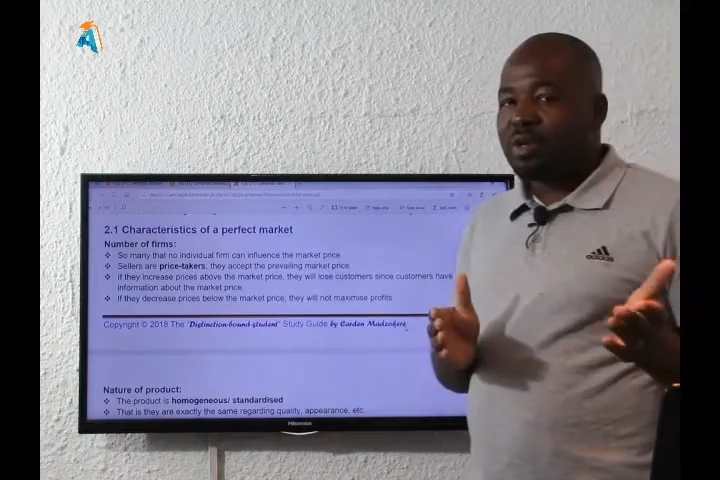 2.1 Characteristics of a perfect market
Number of firms:
❖ So many that no individual firm can influence the market price
❖ Sellers are price-takers; they accept the prevailing market price.
❖ If they increase prices above the market price, they will lose customers since customers have
information about the market price.
❖ If they decrease prices below the market price, they will not maximise profits
Copyright © 2018 The "Distinction-bound-student" Study Guide by Garden Madzokere
Nature of product:
❖ The product is homogeneous/ standardised
❖ That is they are exactly the same regarding quality, appearance, etc.
Hisense
adidas